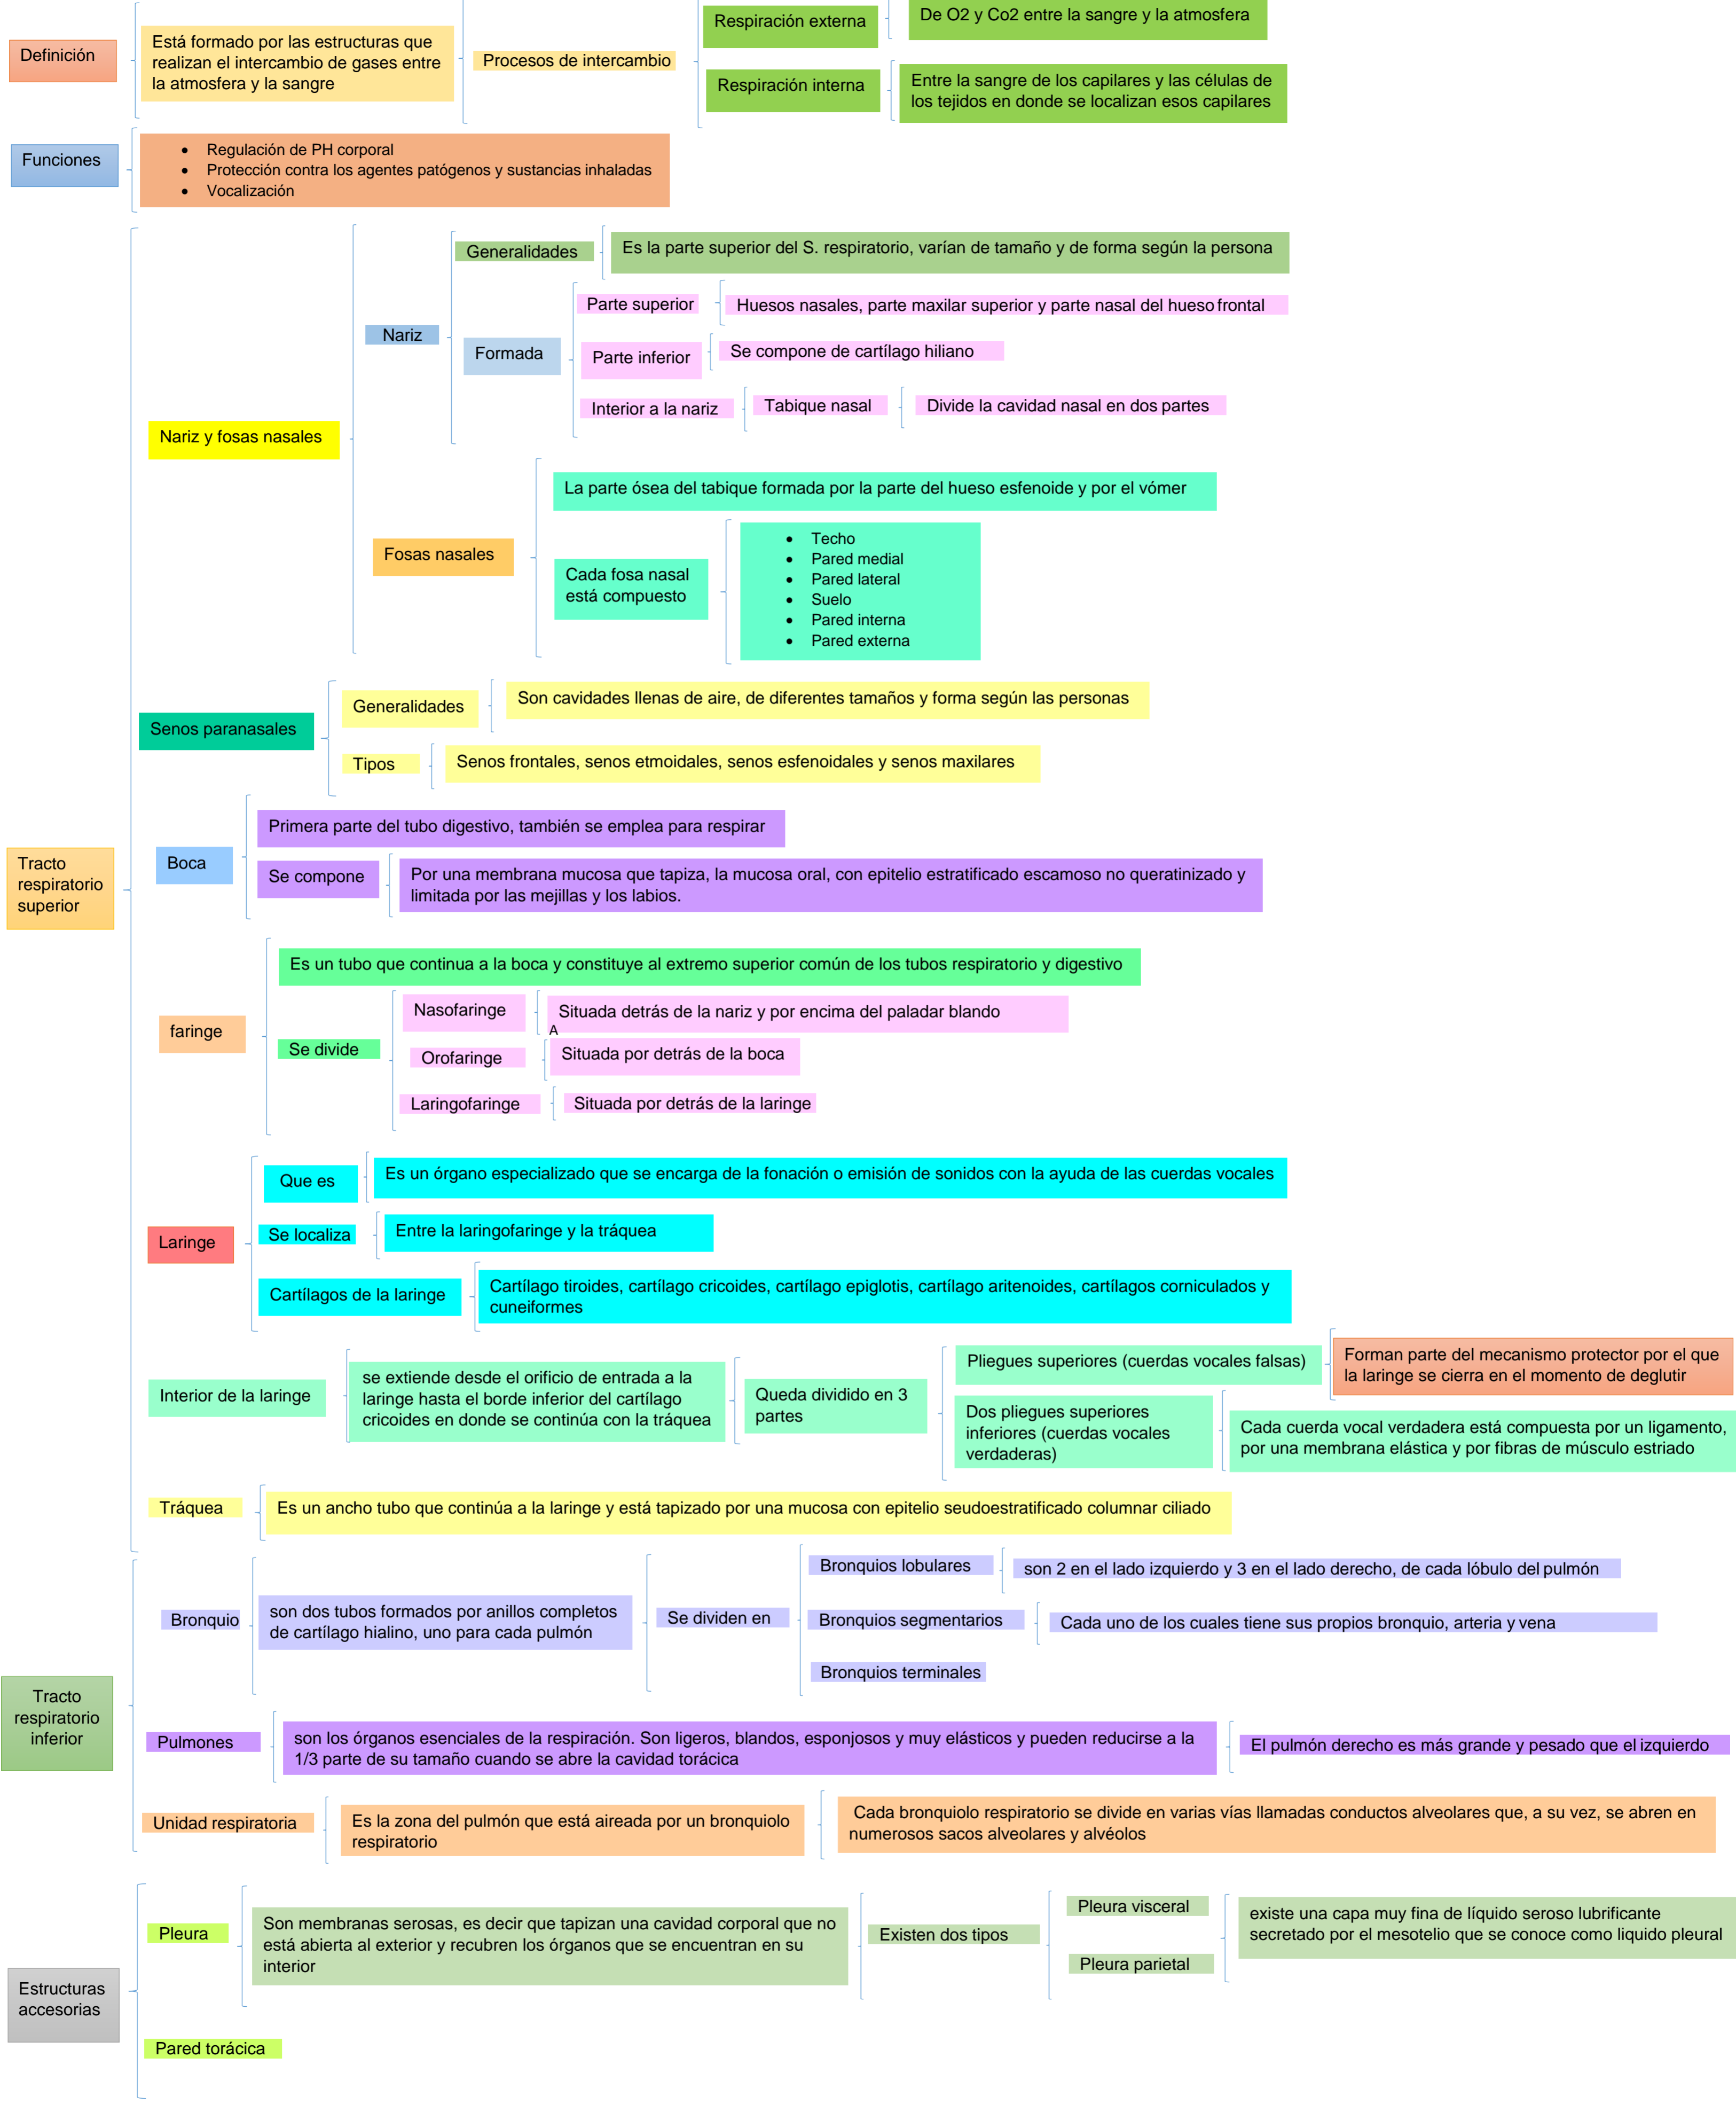 Definición
Está formado por las estructuras que
realizan el intercambio de gases entre
la atmosfera y la sangre
Procesos de intercambio
Respiración externa
De O2 y Co2 entre la sangre y la atmosfera
Respiración interna
Entre la sangre de los capilares y las células de
los tejidos en donde se localizan esos capilares
Funciones
• Regulación de PH corporal
• Protección contra los agentes patógenos y sustancias inhaladas
• Vocalización
Tracto
respiratorio
superior
Nariz y fosas nasales
Nariz
Generalidades
Es la parte superior del S. respiratorio, varían de tamaño y de forma según la persona
Formada
Parte superior
Huesos nasales, parte maxilar superior y parte nasal del hueso frontal
Parte inferior
Se compone de cartílago hiliano
Interior a la nariz
Tabique nasal
Divide la cavidad nasal en dos partes
Fosas nasales
La parte ósea del tabique formada por la parte del hueso esfenoide y por el vómer
Cada fosa nasal
está compuesto
• Techo
• Pared medial
• Pared lateral
• Suelo
• Pared interna
• Pared externa
Senos paranasales
Generalidades
Son cavidades llenas de aire, de diferentes tamaños y forma según las personas
Tipos
Senos frontales, senos etmoidales, senos esfenoidales y senos maxilares
Boca
Primera parte del tubo digestivo, también se emplea para respirar
Se compone
Por una membrana mucosa que tapiza, la mucosa oral, con epitelio estratificado escamoso no queratinizado y
limitada por las mejillas y los labios.
faringe
Es un tubo que continua a la boca y constituye al extremo superior común de los tubos respiratorio y digestivo
Se divide
Nasofaringe
Situada detrás de la nariz y por encima del paladar blando
A
Orofaringe
Situada por detrás de la boca
Laringofaringe
Situada por detrás de la laringe
Laringe
Que es
Es un órgano especializado que se encarga de la fonación o emisión de sonidos con la ayuda de las cuerdas vocales
Se localiza
Entre la laringofaringe y la tráquea
Cartílagos de la laringe
Cartílago tiroides, cartílago cricoides, cartílago epiglotis, cartílago aritenoides, cartílagos corniculados y
cuneiformes
Interior de la laringe
se extiende desde el orificio de entrada a la
laringe hasta el borde inferior del cartílago
cricoides en donde se continúa con la tráquea
Queda dividido en 3
partes
Pliegues superiores (cuerdas vocales falsas)
Forman parte del mecanismo protector por el que
la laringe se cierra en el momento de deglutir
Dos pliegues superiores
inferiores (cuerdas vocales
verdaderas)
Cada cuerda vocal verdadera está compuesta por un ligamento,
por una membrana elástica y por fibras de músculo estriado
Tráquea
Es un ancho tubo que continúa a la laringe y está tapizado por una mucosa con epitelio seudoestratificado columnar ciliado
Tracto
respiratorio
inferior
Bronquio
son dos tubos formados por anillos completos
de cartílago hialino, uno para cada pulmón
Se dividen en
Bronquios lobulares
son 2 en el lado izquierdo y 3 en el lado derecho, de cada lóbulo del pulmón
Bronquios segmentarios
Cada uno de los cuales tiene sus propios bronquio, arteria y vena
Bronquios terminales
Pulmones
son los órganos esenciales de la respiración. Son ligeros, blandos, esponjosos y muy elásticos y pueden reducirse a la
1/3 parte de su tamaño cuando se abre la cavidad torácica
El pulmón derecho es más grande y pesado que el izquierdo
Unidad respiratoria
Es la zona del pulmón que está aireada por un bronquiolo
respiratorio
Cada bronquiolo respiratorio se divide en varias vías llamadas conductos alveolares que, a su vez, se abren en
numerosos sacos alveolares y alvéolos
Estructuras
accesorias
Pleura
Son membranas serosas, es decir que tapizan una cavidad corporal que no
está abierta al exterior y recubren los órganos que se encuentran en su
interior
Existen dos tipos
Pleura visceral
Pleura parietal
existe una capa muy fina de líquido seroso lubrificante
secretado por el mesotelio que se conoce como liquido pleural
Pared torácica